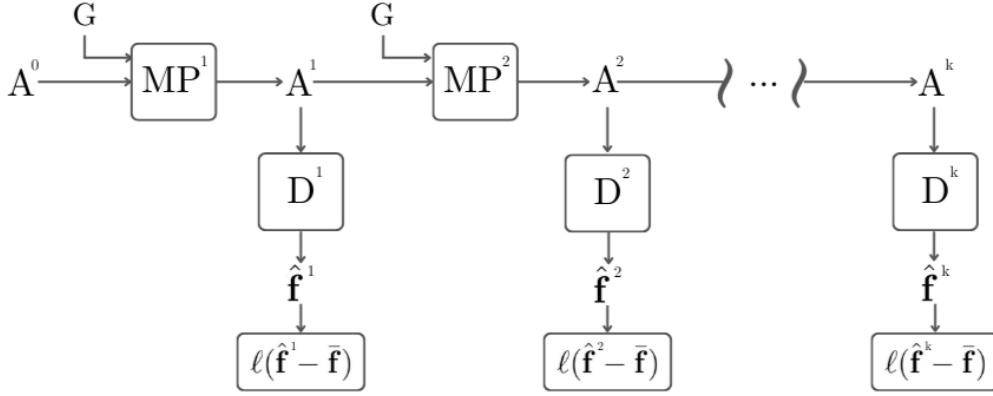 G G
A⁰ MP¹ A¹ MP² A² ... Aᵏ
D¹ D² Dᵏ
f̂¹ f̂² f̂ᵏ
ℓ(f̂¹ − f̄) ℓ(f̂² − f̄) ℓ(f̂ᵏ − f̄)